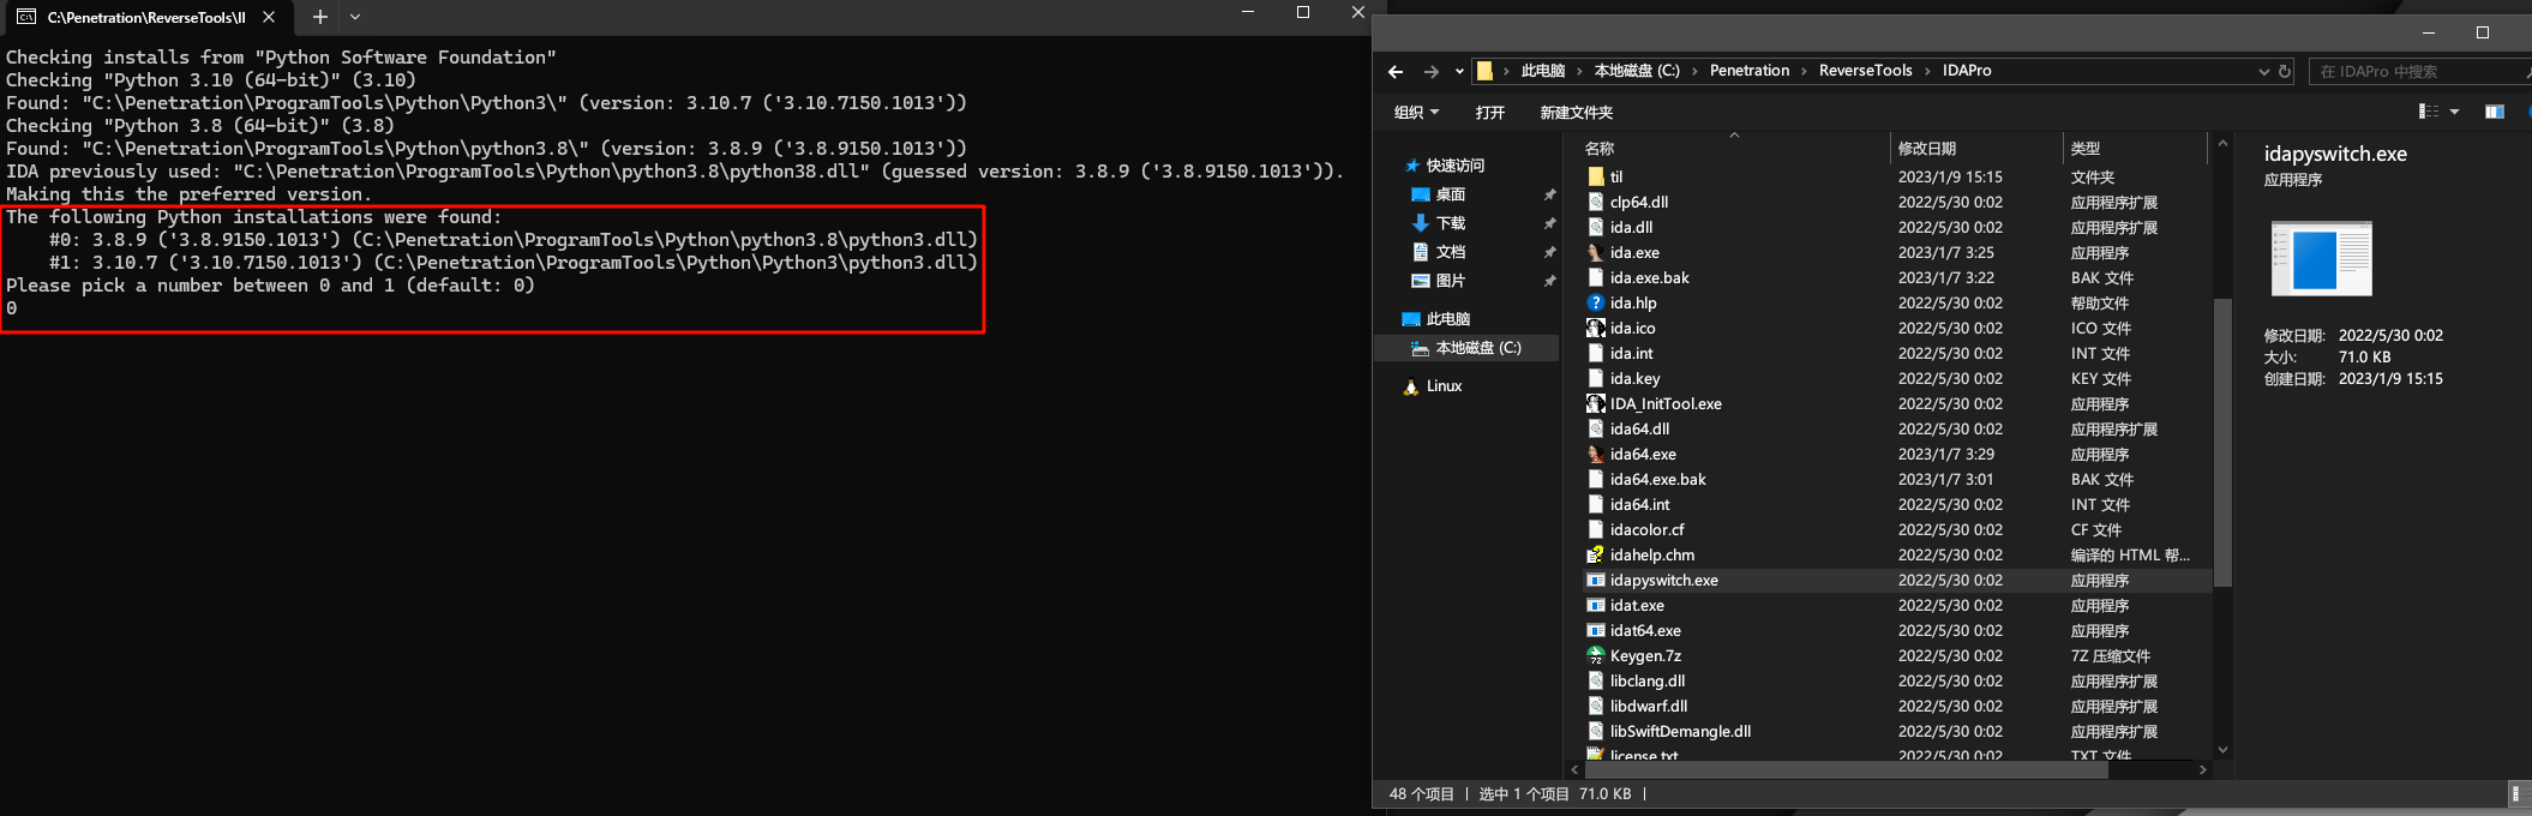 C:\Penetration\ReverseTools\II
Checking installs from "Python Software Foundation"
Checking "Python 3.10 (64-bit)" (3.10)
Found: "C:\Penetration\ProgramTools\Python\Python3\" (version: 3.10.7 ('3.10.7150.1013'))
Checking "Python 3.8 (64-bit)" (3.8)
Found: "C:\Penetration\ProgramTools\Python\python3.8\" (version: 3.8.9 ('3.8.9150.1013'))
IDA previously used: "C:\Penetration\ProgramTools\Python\python3.8\python38.dll" (guessed version: 3.8.9 ('3.8.9150.1013')).
Making this the preferred version.
The following Python installations were found:
#0: 3.8.9 ('3.8.9150.1013') (C:\Penetration\ProgramTools\Python\python3.8\python3.dll)
#1: 3.10.7 ('3.10.7150.1013') (C:\Penetration\ProgramTools\Python\Python3\python3.dll)
Please pick a number between 0 and 1 (default: 0)
0
此电脑 › 本地磁盘 (C:) › Penetration › ReverseTools › IDAPro
在 IDAPro 中搜索
组织 打开 新建文件夹
快速访问
桌面
下载
文档
图片
此电脑
本地磁盘 (C:)
Linux
名称 修改日期 类型
til 2023/1/9 15:15 文件夹
clp64.dll 2022/5/30 0:02 应用程序扩展
ida.dll 2022/5/30 0:02 应用程序扩展
ida.exe 2023/1/7 3:25 应用程序
ida.exe.bak 2023/1/7 3:22 BAK 文件
ida.hlp 2022/5/30 0:02 帮助文件
ida.ico 2022/5/30 0:02 ICO 文件
ida.int 2022/5/30 0:02 INT 文件
ida.key 2022/5/30 0:02 KEY 文件
IDA_InitTool.exe 2022/5/30 0:02 应用程序
ida64.dll 2022/5/30 0:02 应用程序扩展
ida64.exe 2023/1/7 3:29 应用程序
ida64.exe.bak 2023/1/7 3:01 BAK 文件
ida64.int 2022/5/30 0:02 INT 文件
idacolor.cf 2022/5/30 0:02 CF 文件
idahelp.chm 2022/5/30 0:02 编译的 HTML 帮...
idapyswitch.exe 2022/5/30 0:02 应用程序
idat.exe 2022/5/30 0:02 应用程序
idat64.exe 2022/5/30 0:02 应用程序
Keygen.7z 2022/5/30 0:02 7Z 压缩文件
libclang.dll 2022/5/30 0:02 应用程序扩展
libdwarf.dll 2022/5/30 0:02 应用程序扩展
libSwiftDemangle.dll 2022/5/30 0:02 应用程序扩展
license.txt 2022/5/30 0:02 TXT 文件
idapyswitch.exe
应用程序
修改日期: 2022/5/30 0:02
大小: 71.0 KB
创建日期: 2023/1/9 15:15
48 个项目 | 选中 1 个项目 71.0 KB |